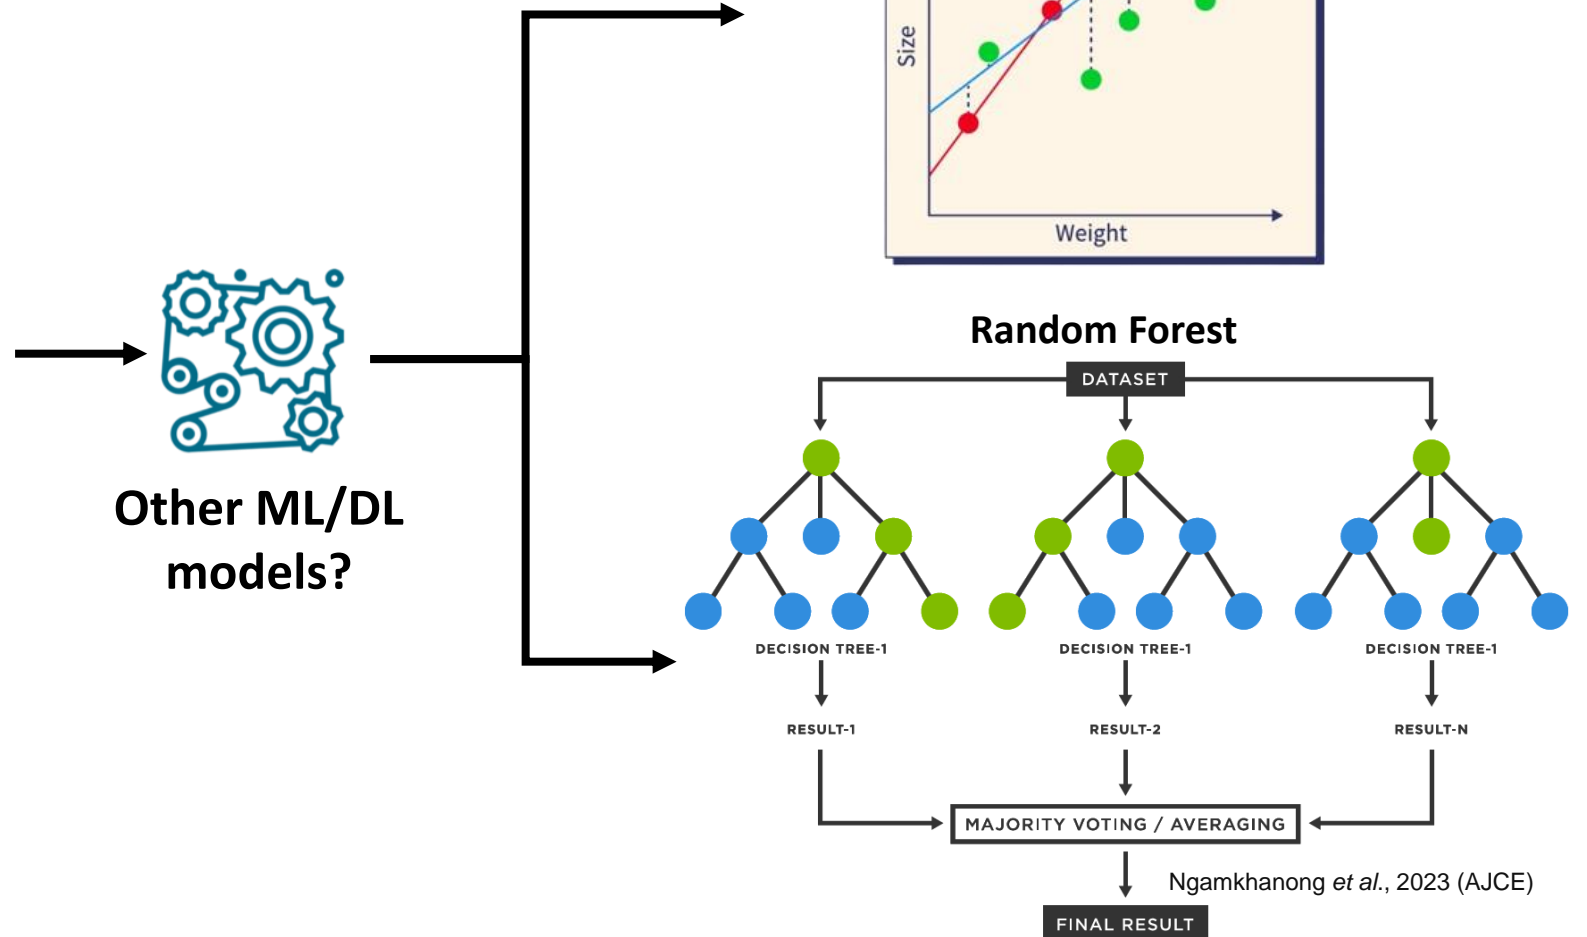 Size
Weight
Other ML/DL
models?
Random Forest
DATASET
DECISION TREE-1
DECISION TREE-1
DECISION TREE-1
RESULT-1
RESULT-2
RESULT-N
MAJORITY VOTING / AVERAGING
Ngamkhanong et al., 2023 (AJCE)
FINAL RESULT